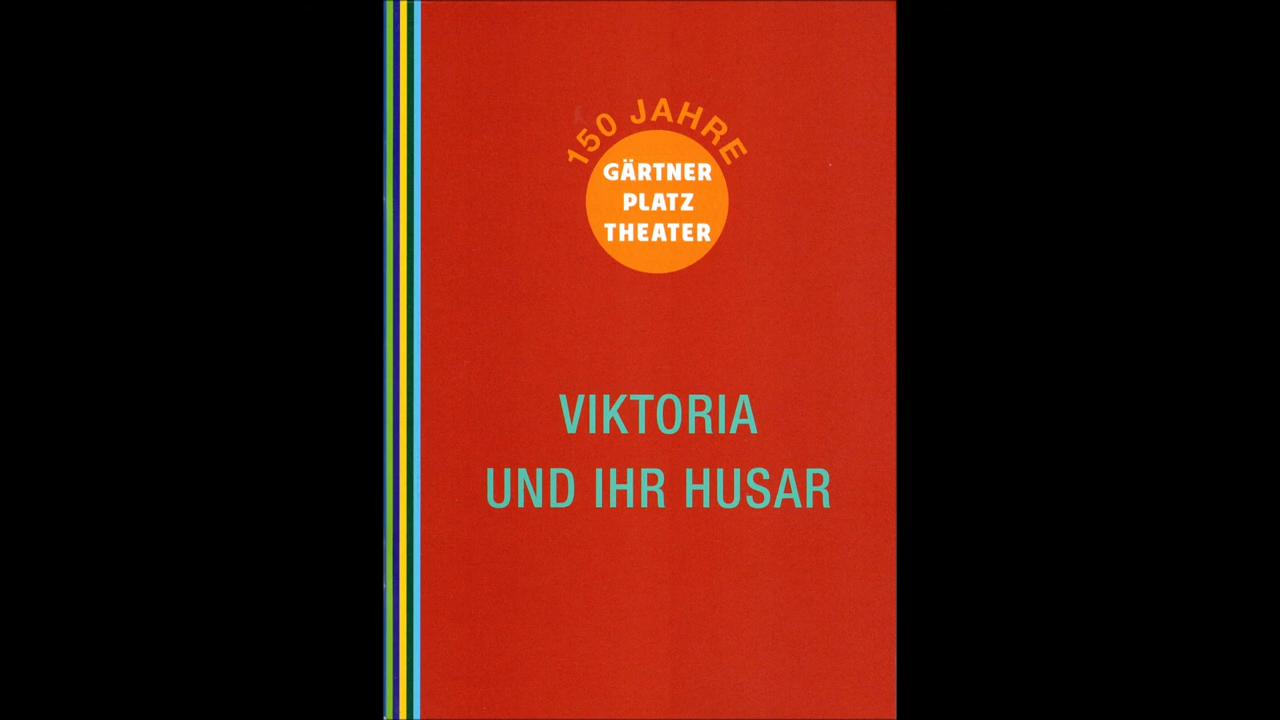 150 JAHRE
GÄRTNER
PLATZ
THEATER
VIKTORIA
UND IHR HUSAR